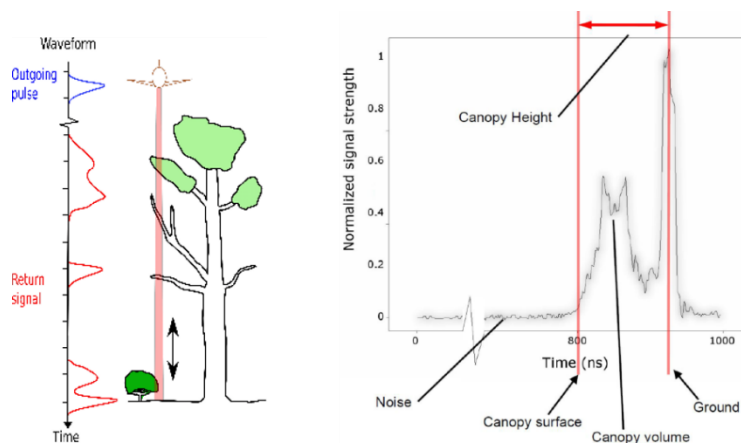 Waveform
Outgoing
pulse
Return
signal
Time
Normalized signal strength
1
0.8
0.6
0.4
0.2
0
Canopy Height
0
800
1000
Time (ns)
Noise
Canopy surface
Canopy volume
Ground